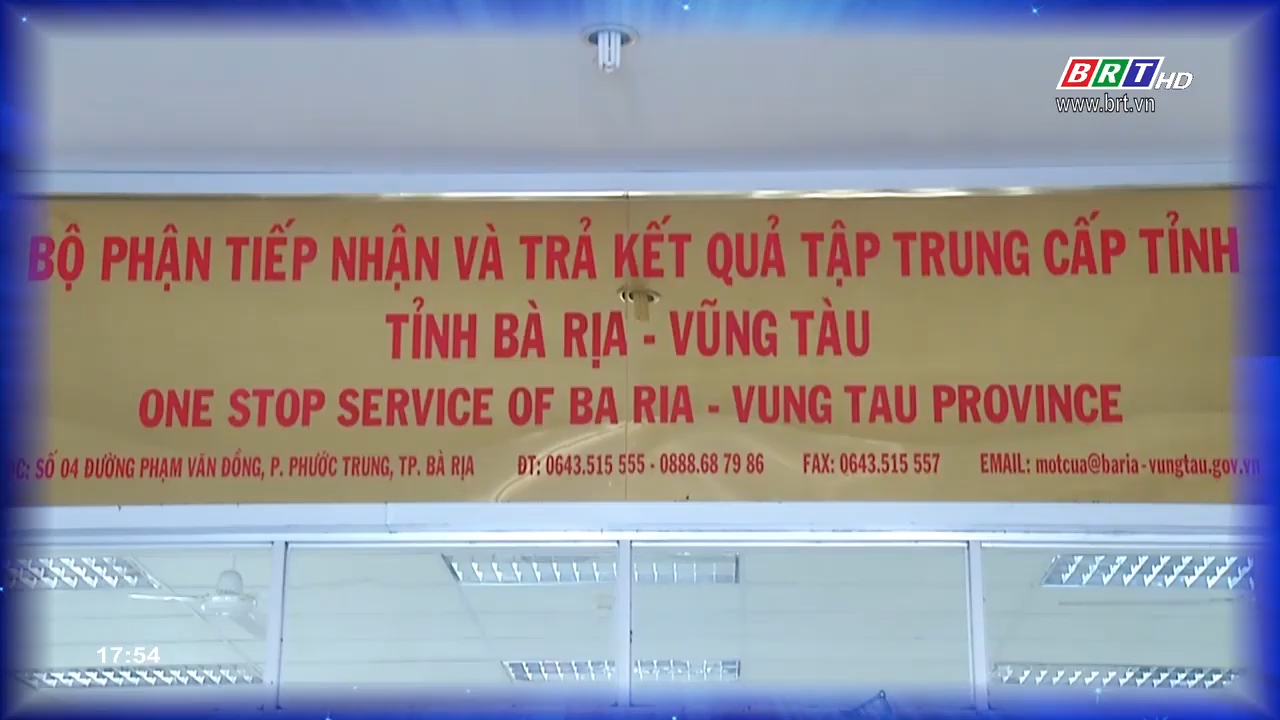 BRT HD
www.brt.vn
BỘ PHẬN TIẾP NHẬN VÀ TRẢ KẾT QUẢ TẬP TRUNG CẤP TỈNH
TỈNH BÀ RỊA - VŨNG TÀU
ONE STOP SERVICE OF BA RIA - VUNG TAU PROVINCE
ĐC: SỐ 04 ĐƯỜNG PHẠM VĂN ĐỒNG, P. PHƯỚC TRUNG, TP. BÀ RỊA ĐT: 0643.515 555 - 0888.68 79 86 FAX: 0643.515 557 EMAIL: motcua@baria-vungtau.gov.vn
17:54